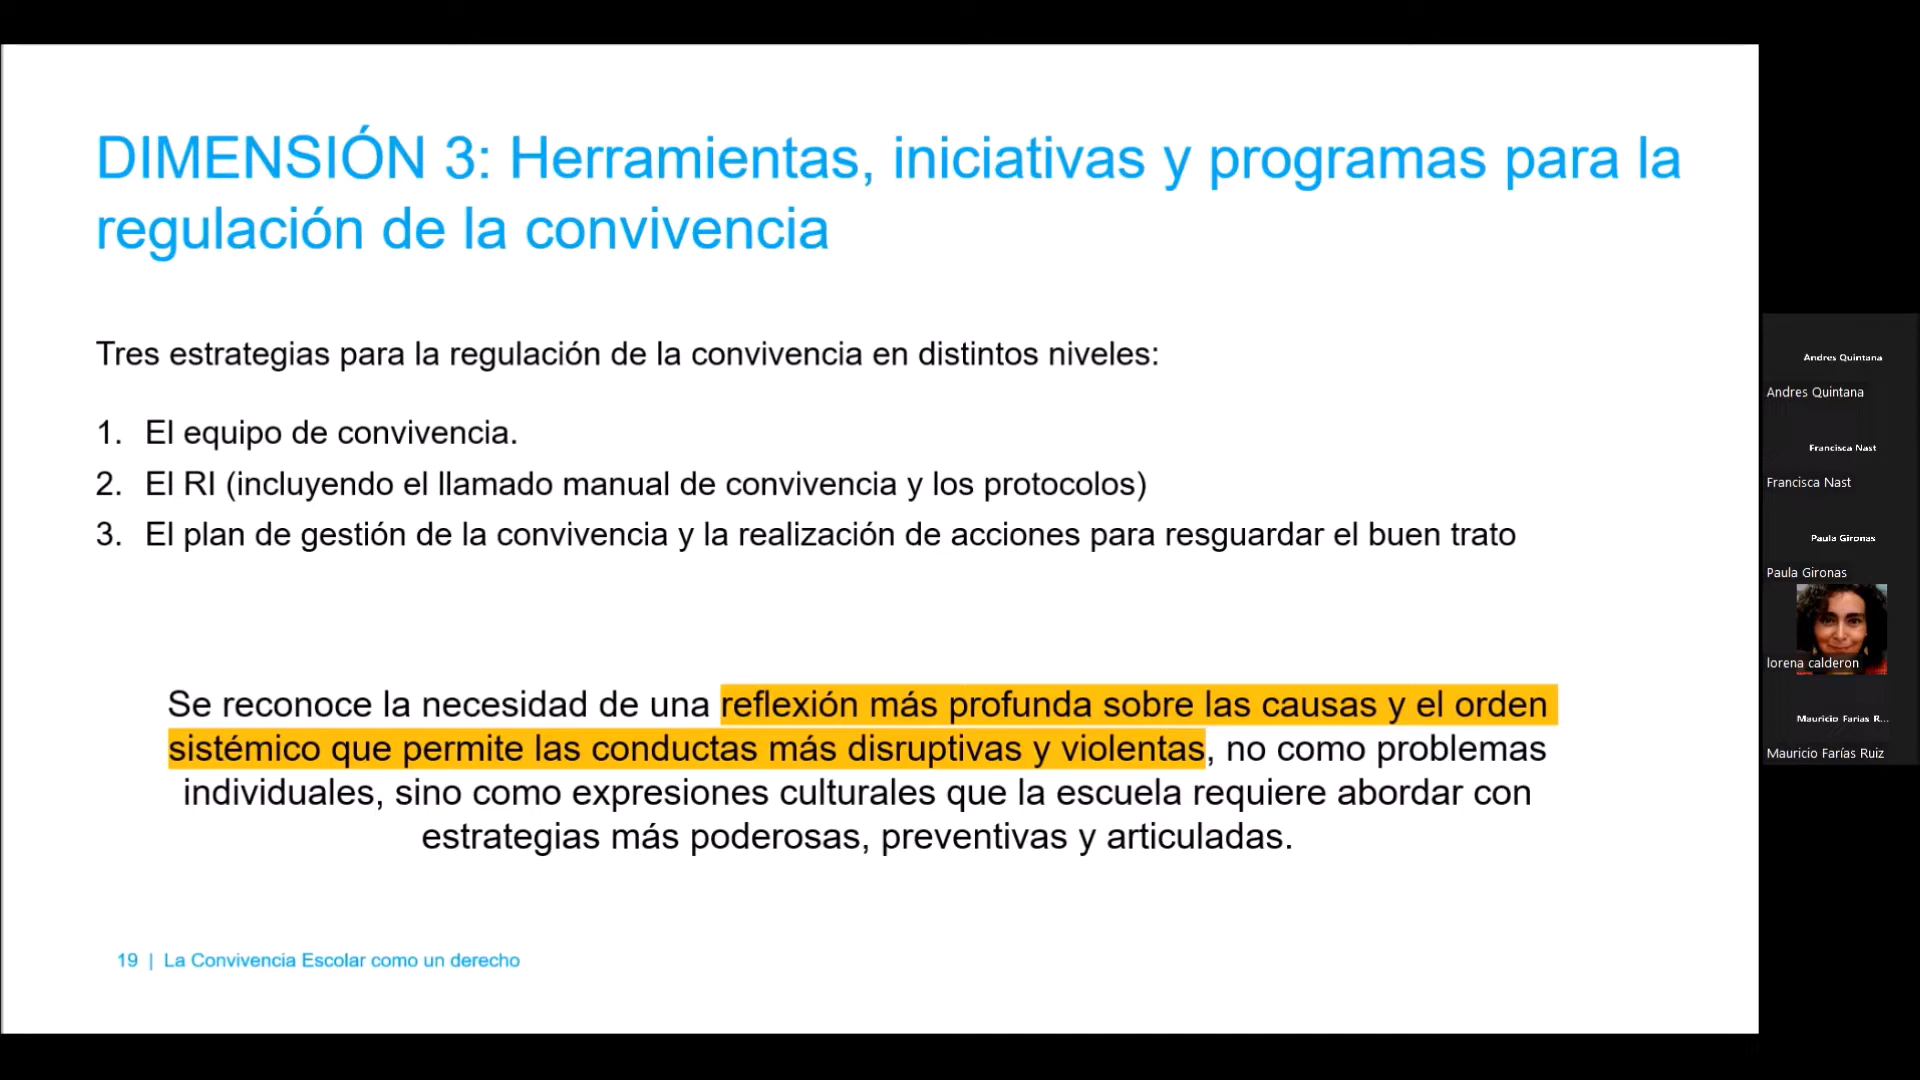 DIMENSIÓN 3: Herramientas, iniciativas y programas para la
regulación de la convivencia
Tres estrategias para la regulación de la convivencia en distintos niveles:
1. El equipo de convivencia.
2. El RI (incluyendo el llamado manual de convivencia y los protocolos)
3. El plan de gestión de la convivencia y la realización de acciones para resguardar el buen trato
Se reconoce la necesidad de una reflexión más profunda sobre las causas y el orden
sistémico que permite las conductas más disruptivas y violentas, no como problemas
individuales, sino como expresiones culturales que la escuela requiere abordar con
estrategias más poderosas, preventivas y articuladas.
19 | La Convivencia Escolar como un derecho
Andres Quintana
Andres Quintana
Francisca Nast
Francisca Nast
Paula Gironas
Paula Gironas
lorena calderon
Mauricio Farías R...
Mauricio Farías Ruiz